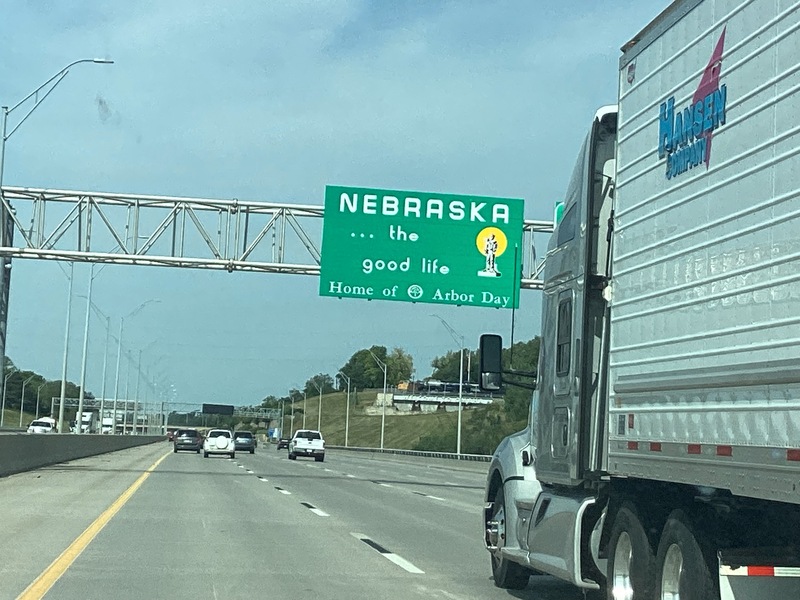 NEBRASKA
... the
good life
Home of Arbor Day
HANSEN
COMPANY